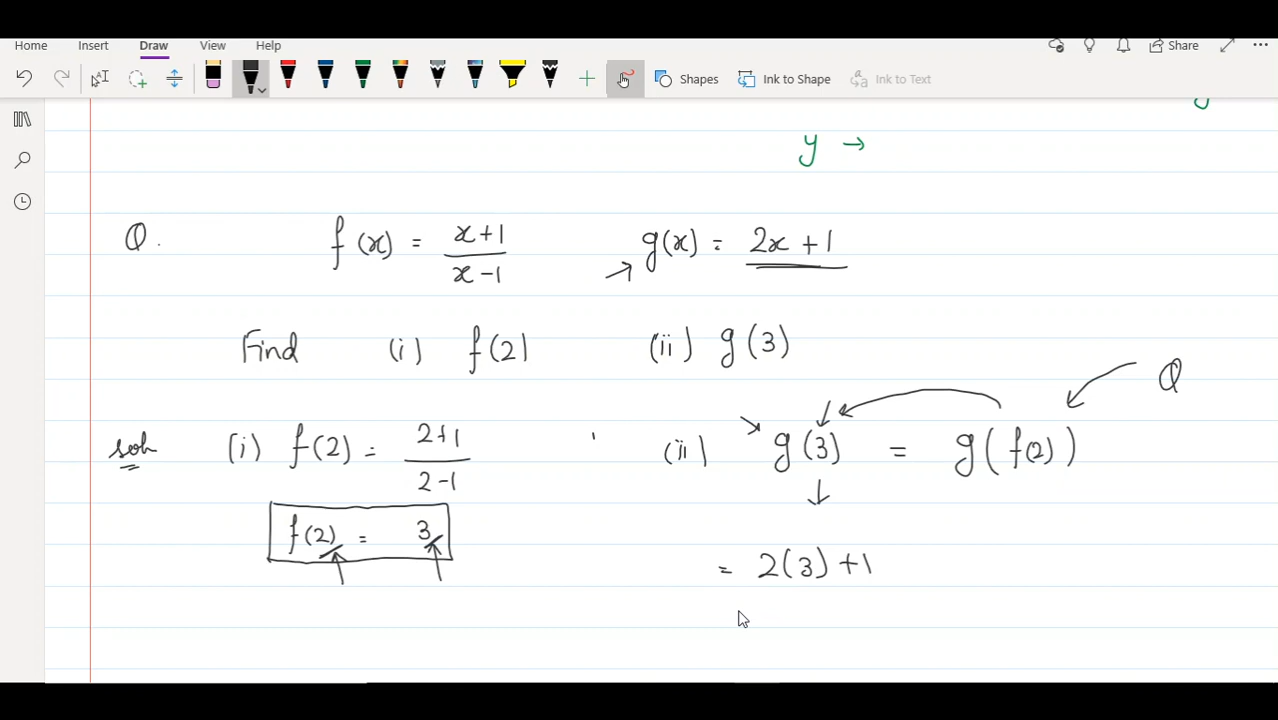 Home Insert Draw View Help Share
Shapes Ink to Shape Ink to Text
y →
Q. f(x) = x+1 / x-1 → g(x) = 2x+1
Find (i) f(2) (ii) g(3)
Q
soln (i) f(2) = 2+1 / 2-1 (ii) g(3) = g(f(2))
f(2) = 3
= 2(3)+1